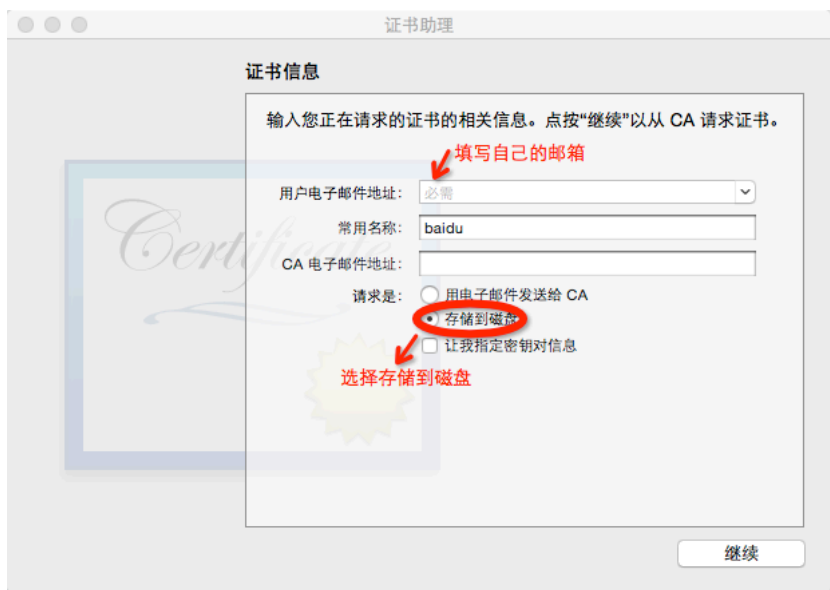 证书助理
证书信息
输入您正在请求的证书的相关信息。点按“继续”以从 CA 请求证书。
填写自己的邮箱
用户电子邮件地址: 必需
常用名称: baidu
CA 电子邮件地址:
请求是: 用电子邮件发送给 CA
存储到磁盘
让我指定密钥对信息
选择存储到磁盘
Certificate
继续